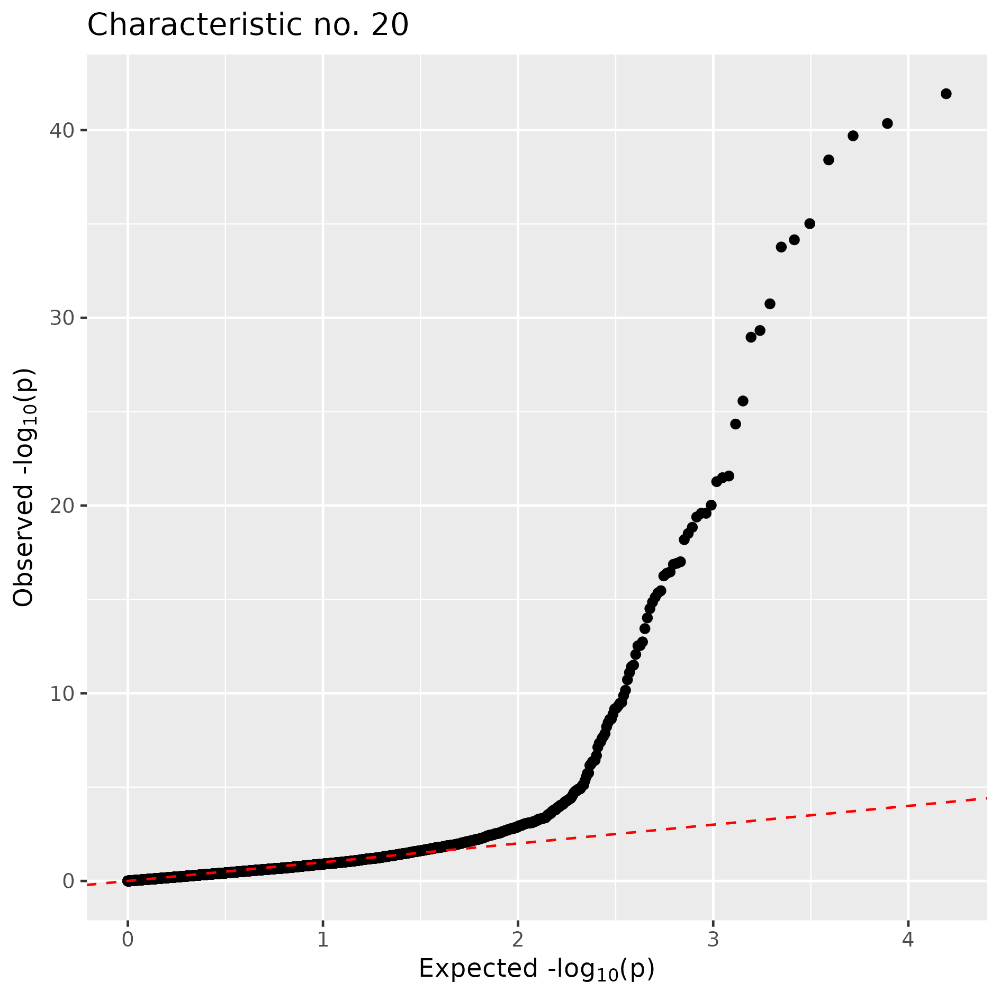 Characteristic no. 20
40
30
20
10
0
Observed -log₁₀(p)
0 1 2 3 4
Expected -log₁₀(p)